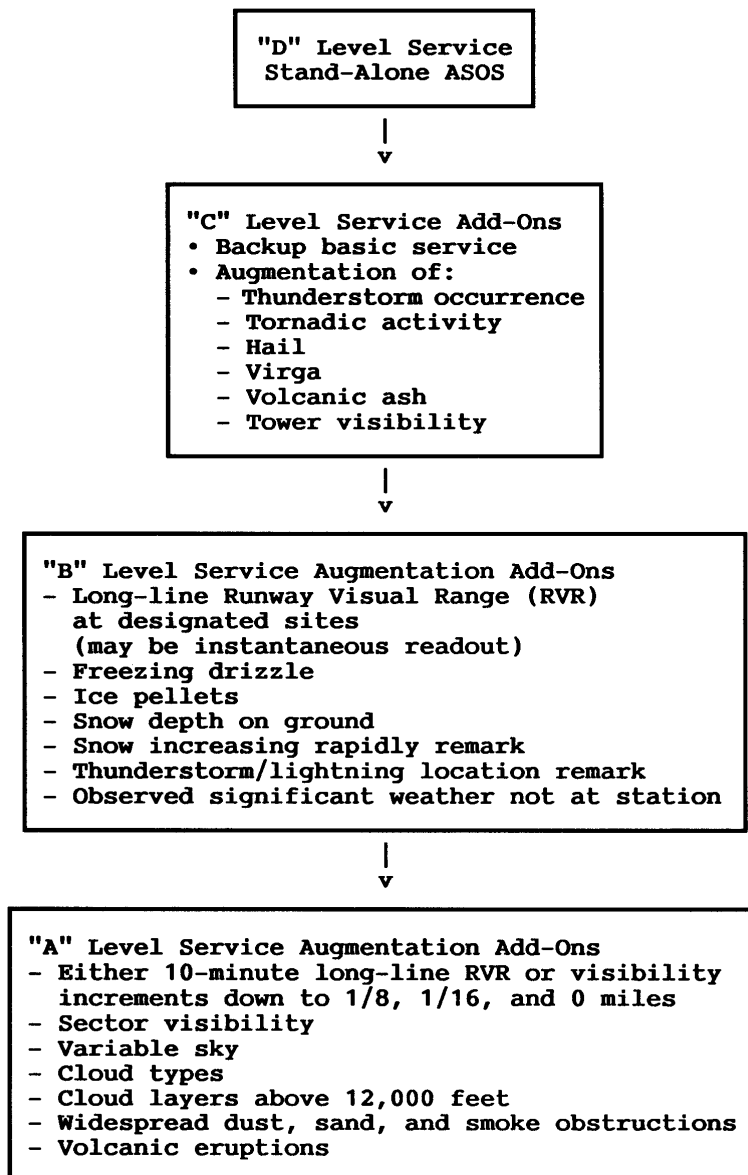 "D" Level Service
Stand-Alone ASOS
|
v
"C" Level Service Add-Ons
• Backup basic service
• Augmentation of:
– Thunderstorm occurrence
– Tornadic activity
– Hail
– Virga
– Volcanic ash
– Tower visibility
|
v
"B" Level Service Augmentation Add-Ons
– Long-line Runway Visual Range (RVR)
at designated sites
(may be instantaneous readout)
– Freezing drizzle
– Ice pellets
– Snow depth on ground
– Snow increasing rapidly remark
– Thunderstorm/lightning location remark
– Observed significant weather not at station
|
v
"A" Level Service Augmentation Add-Ons
– Either 10-minute long-line RVR or visibility
increments down to 1/8, 1/16, and 0 miles
– Sector visibility
– Variable sky
– Cloud types
– Cloud layers above 12,000 feet
– Widespread dust, sand, and smoke obstructions
– Volcanic eruptions